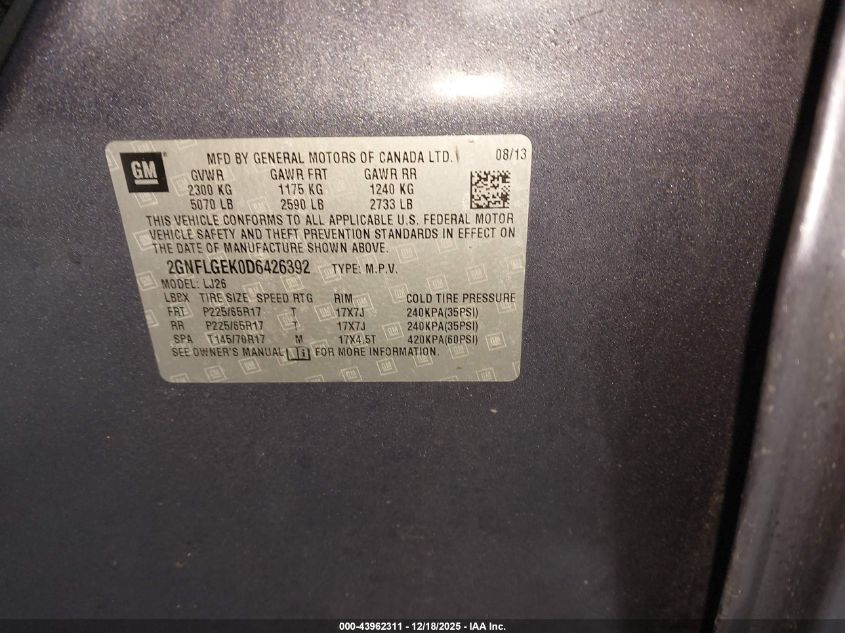 GM MFD BY GENERAL MOTORS OF CANADA LTD. 08/13
GVWR GAWR FRT GAWR RR
2300 KG 1175 KG 1240 KG
5070 LB 2590 LB 2733 LB
THIS VEHICLE CONFORMS TO ALL APPLICABLE U.S. FEDERAL MOTOR
VEHICLE SAFETY AND THEFT PREVENTION STANDARDS IN EFFECT ON
THE DATE OF MANUFACTURE SHOWN ABOVE.
2GNFLGEK0D6426392 TYPE: M.P.V.
MODEL: LJ26
LBPX TIRE SIZE SPEED RTG RIM COLD TIRE PRESSURE
FRT P225/65R17 T 17X7J 240KPA(35PSI)
RR P225/65R17 T 17X7J 240KPA(35PSI)
SPA T145/70R17 M 17X4.5T 420KPA(60PSI)
SEE OWNER'S MANUAL FOR MORE INFORMATION.
000-43962311 - 12/18/2025 - IAA Inc.